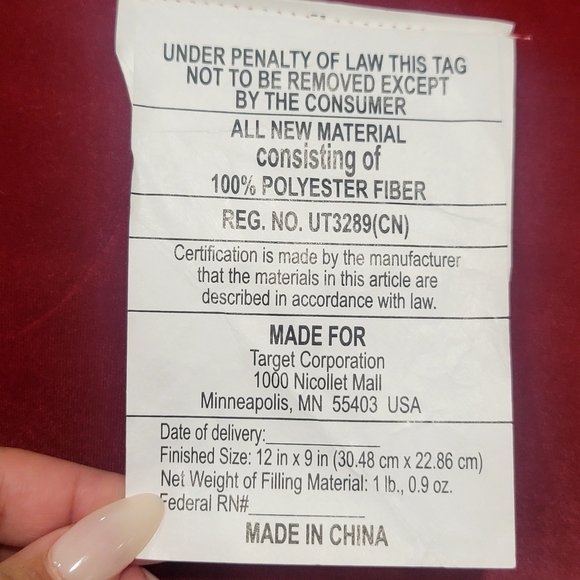 UNDER PENALTY OF LAW THIS TAG
NOT TO BE REMOVED EXCEPT
BY THE CONSUMER
ALL NEW MATERIAL
consisting of
100% POLYESTER FIBER
REG. NO. UT3289(CN)
Certification is made by the manufacturer
that the materials in this article are
described in accordance with law.
MADE FOR
Target Corporation
1000 Nicollet Mall
Minneapolis, MN 55403 USA
Date of delivery:____________
Finished Size: 12 in x 9 in (30.48 cm x 22.86 cm)
Net Weight of Filling Material: 1 lb., 0.9 oz.
Federal RN#____________
MADE IN CHINA